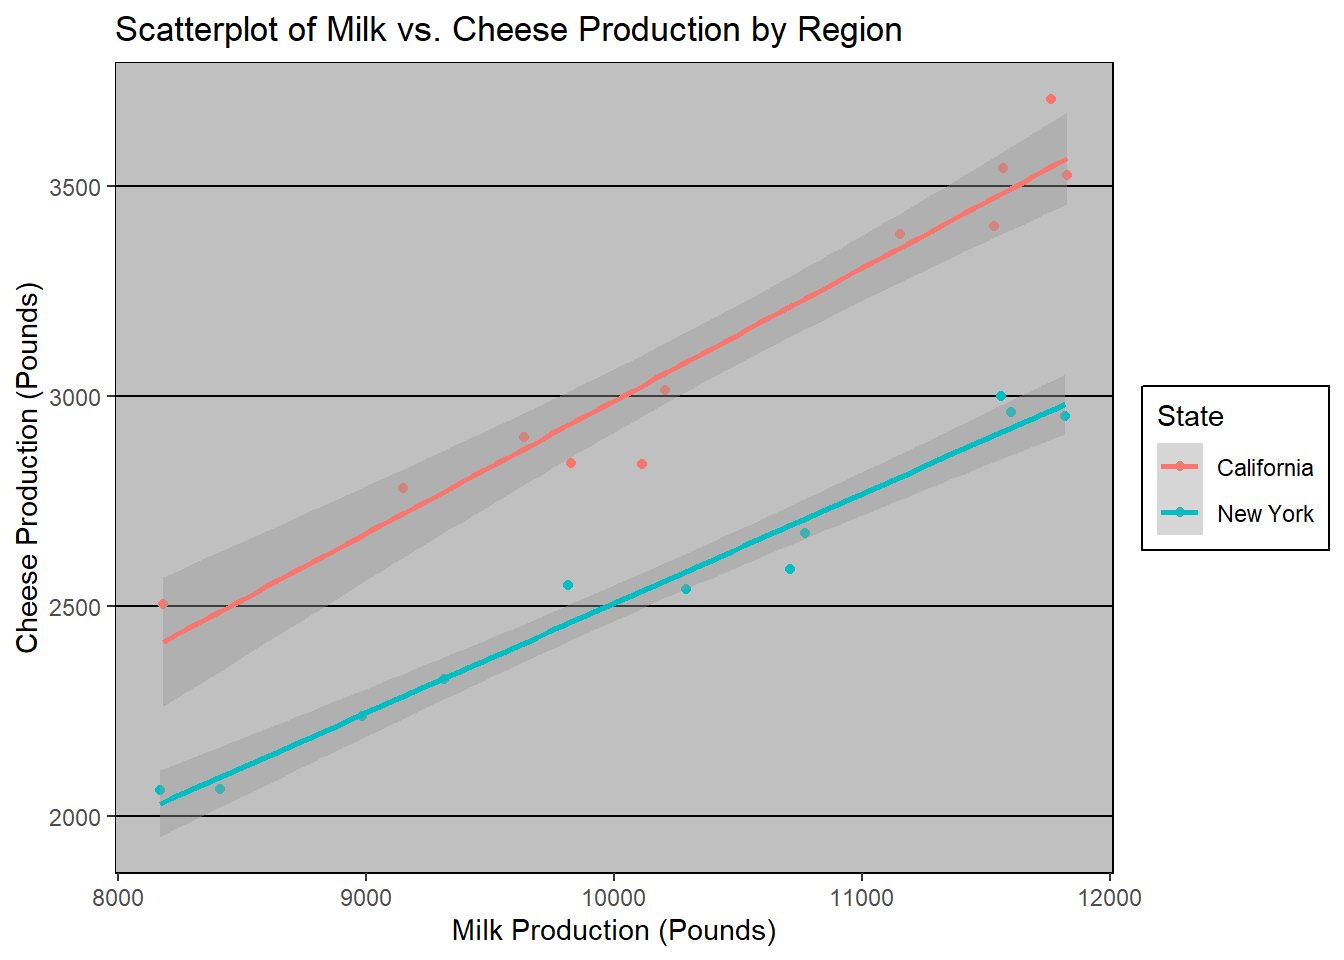 Scatterplot of Milk vs. Cheese Production by Region
Cheese Production (Pounds)
3500
3000
2500
2000
8000 9000 10000 11000 12000
Milk Production (Pounds)
State
California
New York